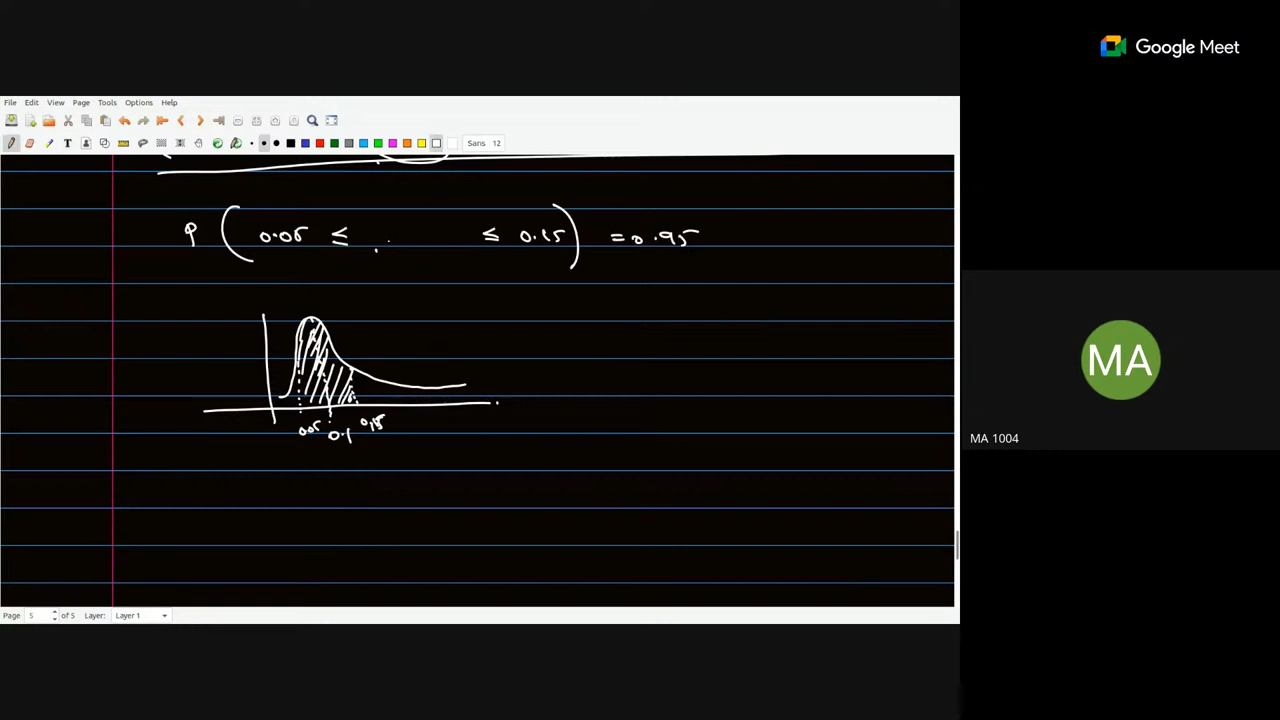 Google Meet
File Edit View Page Tools Options Help
Sans 12
P ( 0.05 ≤ ≤ 0.15 ) = 0.95
0.05 0.1 0.15
MA
MA 1004
Page 5 of 5 Layer: Layer 1